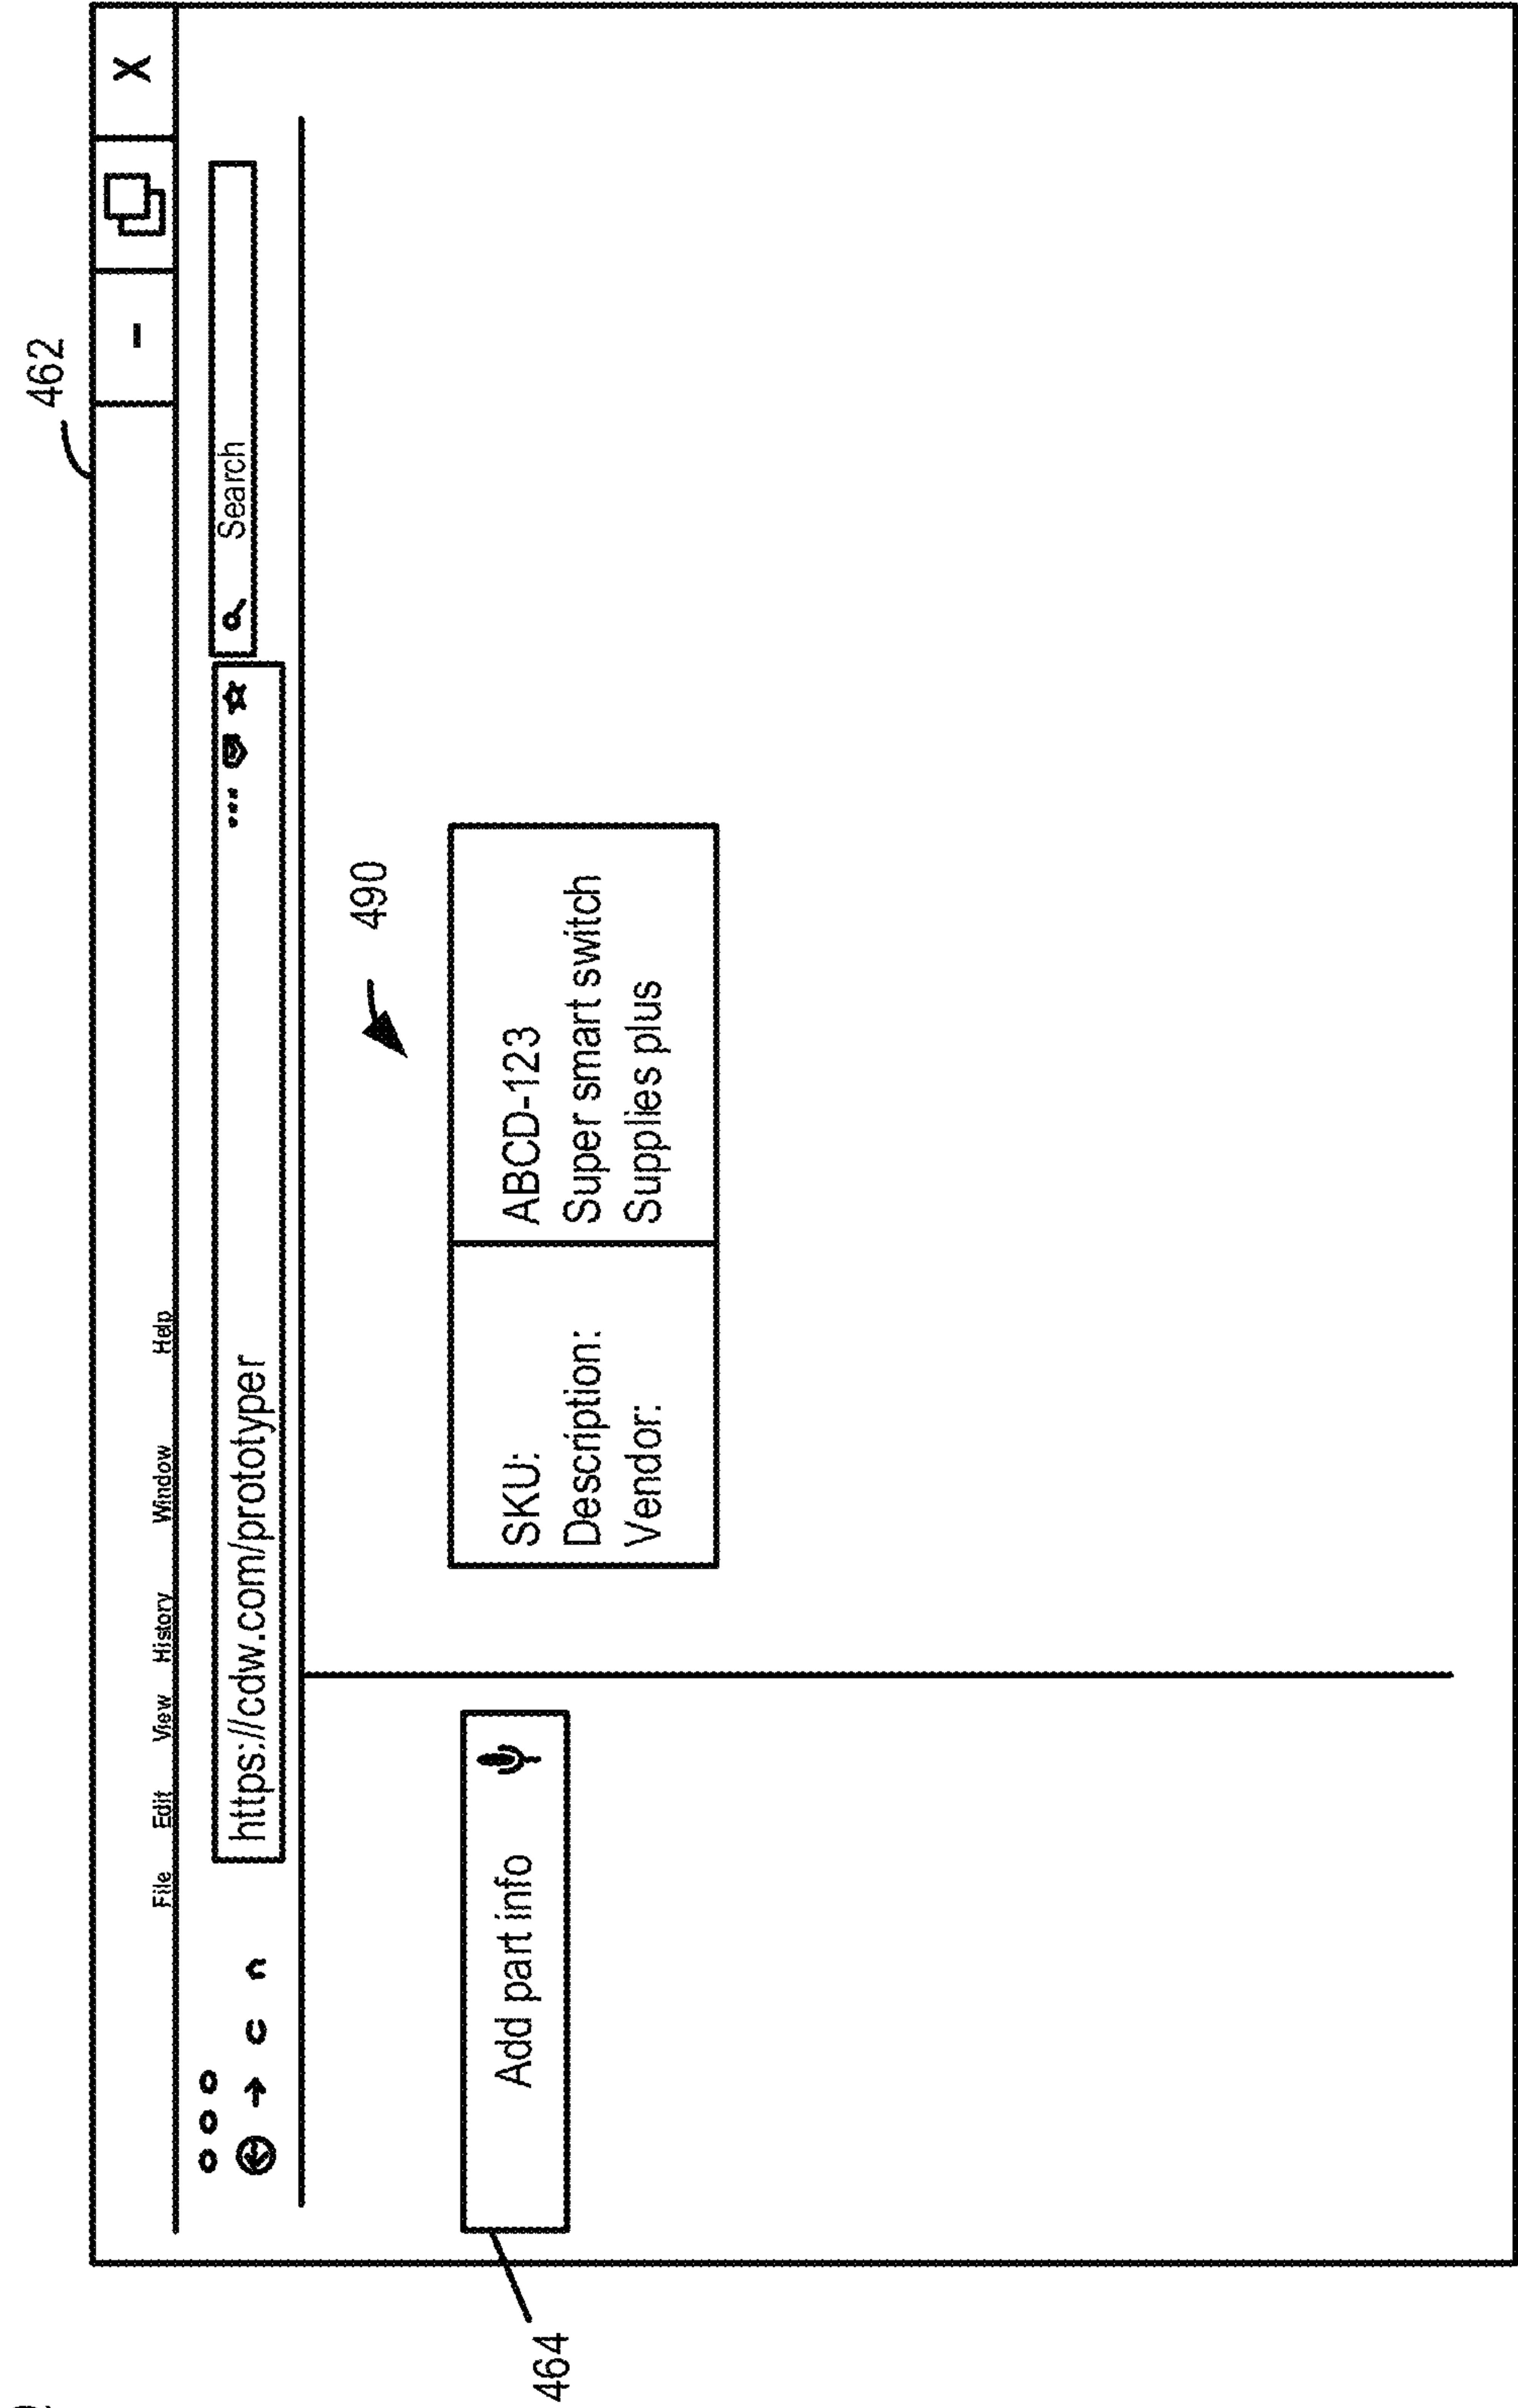 462
X
-
File Edit View History Window Help
https://cdw.com/prototyper
... Search
490
SKU: ABCD-123
Description: Super smart switch
Vendor: Supplies plus
Add part info
464